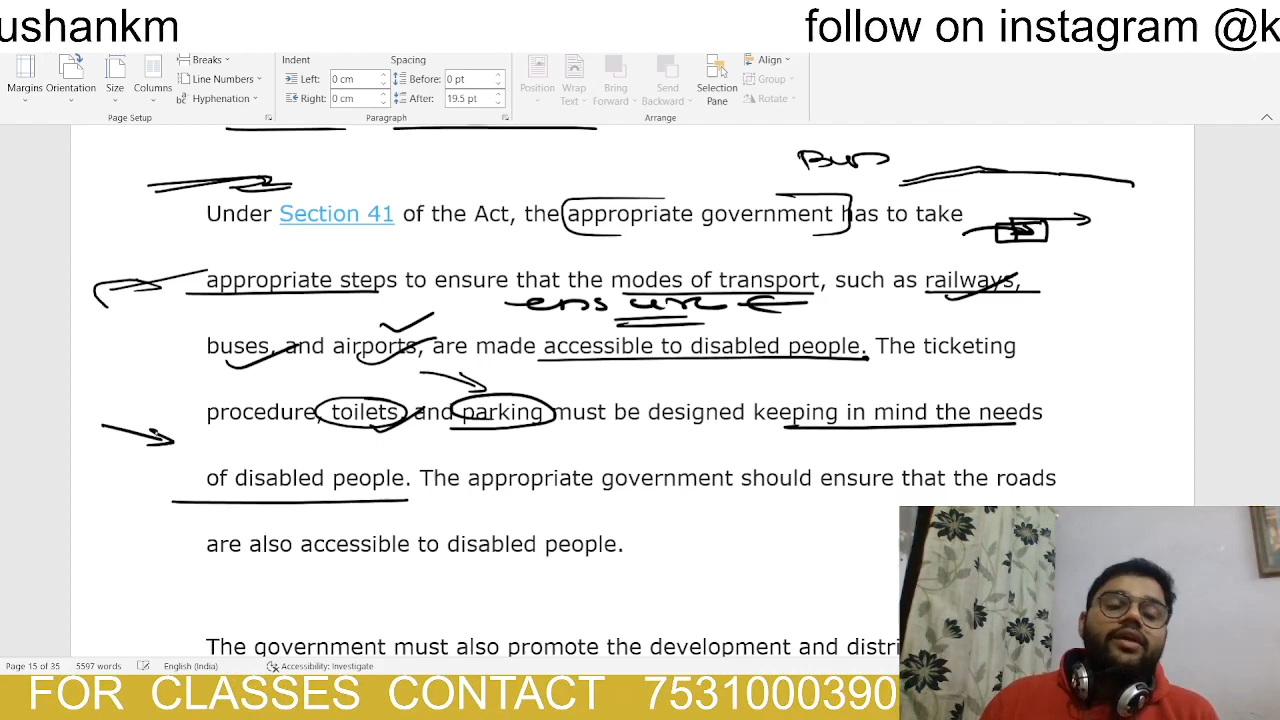 ushankm follow on instagram @k
Breaks Indent Spacing Align
Line Numbers Left: 0 cm Before: 0 pt Group
Margins Orientation Size Columns Hyphenation Right: 0 cm After: 19.5 pt Position Wrap Text Bring Forward Send Backward Selection Pane Rotate
Page Setup Paragraph Arrange
Under Section 41 of the Act, the appropriate government has to take
appropriate steps to ensure that the modes of transport, such as railways,
ensure
buses, and airports, are made accessible to disabled people. The ticketing
procedure, toilets, and parking must be designed keeping in mind the needs
of disabled people. The appropriate government should ensure that the roads
are also accessible to disabled people.
The government must also promote the development and distri
Page 15 of 35 5597 words English (India) Accessibility: Investigate
FOR CLASSES CONTACT 7531000390